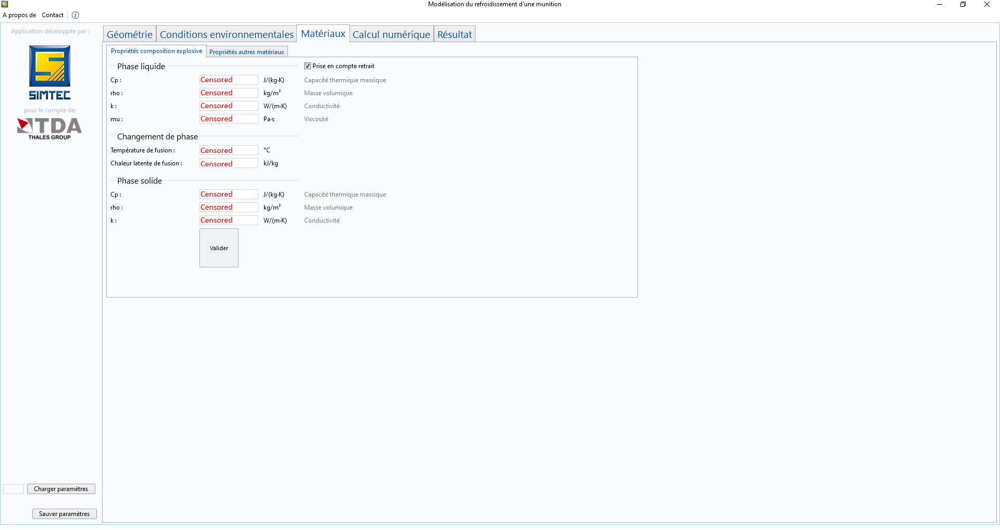 Modélisation du refroidissement d'une munition
A propos de Contact
Application développée par :
SIMTEC
pour le compte de:
TDA
THALES GROUP
Géométrie Conditions environnementales Matériaux Calcul numérique Résultat
Propriétés composition explosive Propriétés autres matériaux
Phase liquide Prise en compte retrait
Cp : Censored J/(kg·K) Capacité thermique massique
rho : Censored kg/m³ Masse volumique
k : Censored W/(m·K) Conductivité
mu : Censored Pa·s Viscosité
Changement de phase
Température de fusion : Censored °C
Chaleur latente de fusion : Censored kJ/kg
Phase solide
Cp : Censored J/(kg·K) Capacité thermique massique
rho : Censored kg/m³ Masse volumique
k : Censored W/(m·K) Conductivité
Valider
Charger paramètres
Sauver paramètres